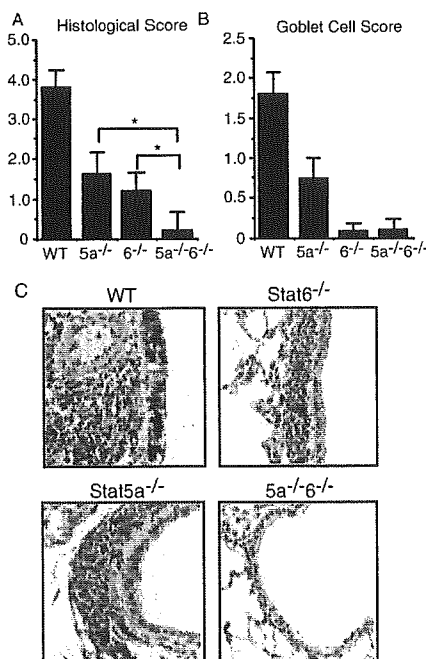 A Histological Score
5.0
4.0
3.0
2.0
1.0
0
*
*
WT 5a-/- 6-/- 5a-/-6-/-
B Goblet Cell Score
2.5
2.0
1.5
1.0
0.5
0
WT 5a-/- 6-/- 5a-/-6-/-
C
WT
Stat6-/-
Stat5a-/-
5a-/-6-/-